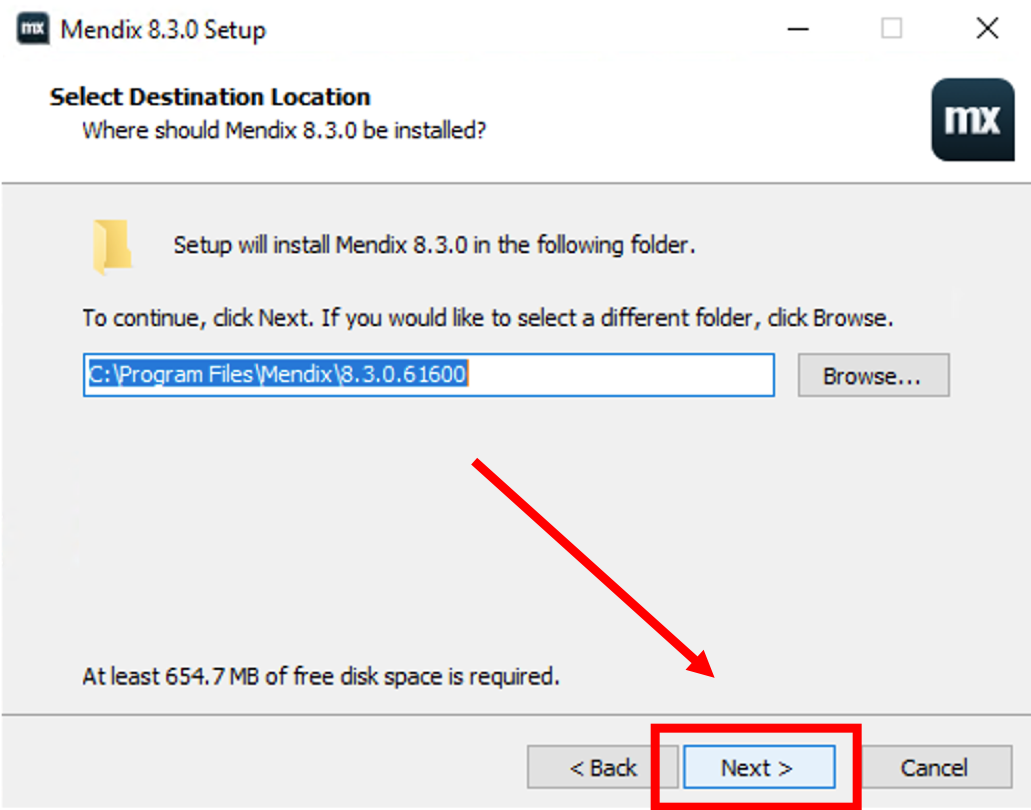 mx Mendix 8.3.0 Setup
Select Destination Location
Where should Mendix 8.3.0 be installed?
mx
Setup will install Mendix 8.3.0 in the following folder.
To continue, click Next. If you would like to select a different folder, click Browse.
C:\Program Files\Mendix\8.3.0.61600
Browse...
At least 654.7 MB of free disk space is required.
< Back Next > Cancel